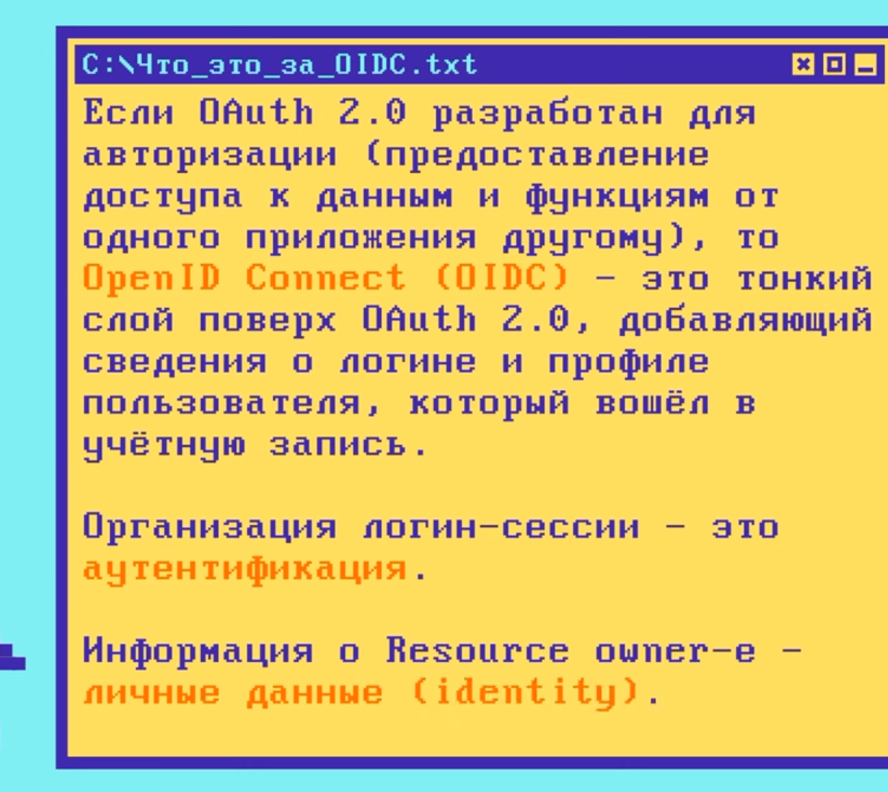 C:\Что_это_за_OIDC.txt
Если OAuth 2.0 разработан для
авторизации (предоставление
доступа к данным и функциям от
одного приложения другому), то
OpenID Connect (OIDC) – это тонкий
слой поверх OAuth 2.0, добавляющий
сведения о логине и профиле
пользователя, который вошёл в
учётную запись.
Организация логин-сессии – это
аутентификация.
Информация о Resource owner-е –
личные данные (identity).